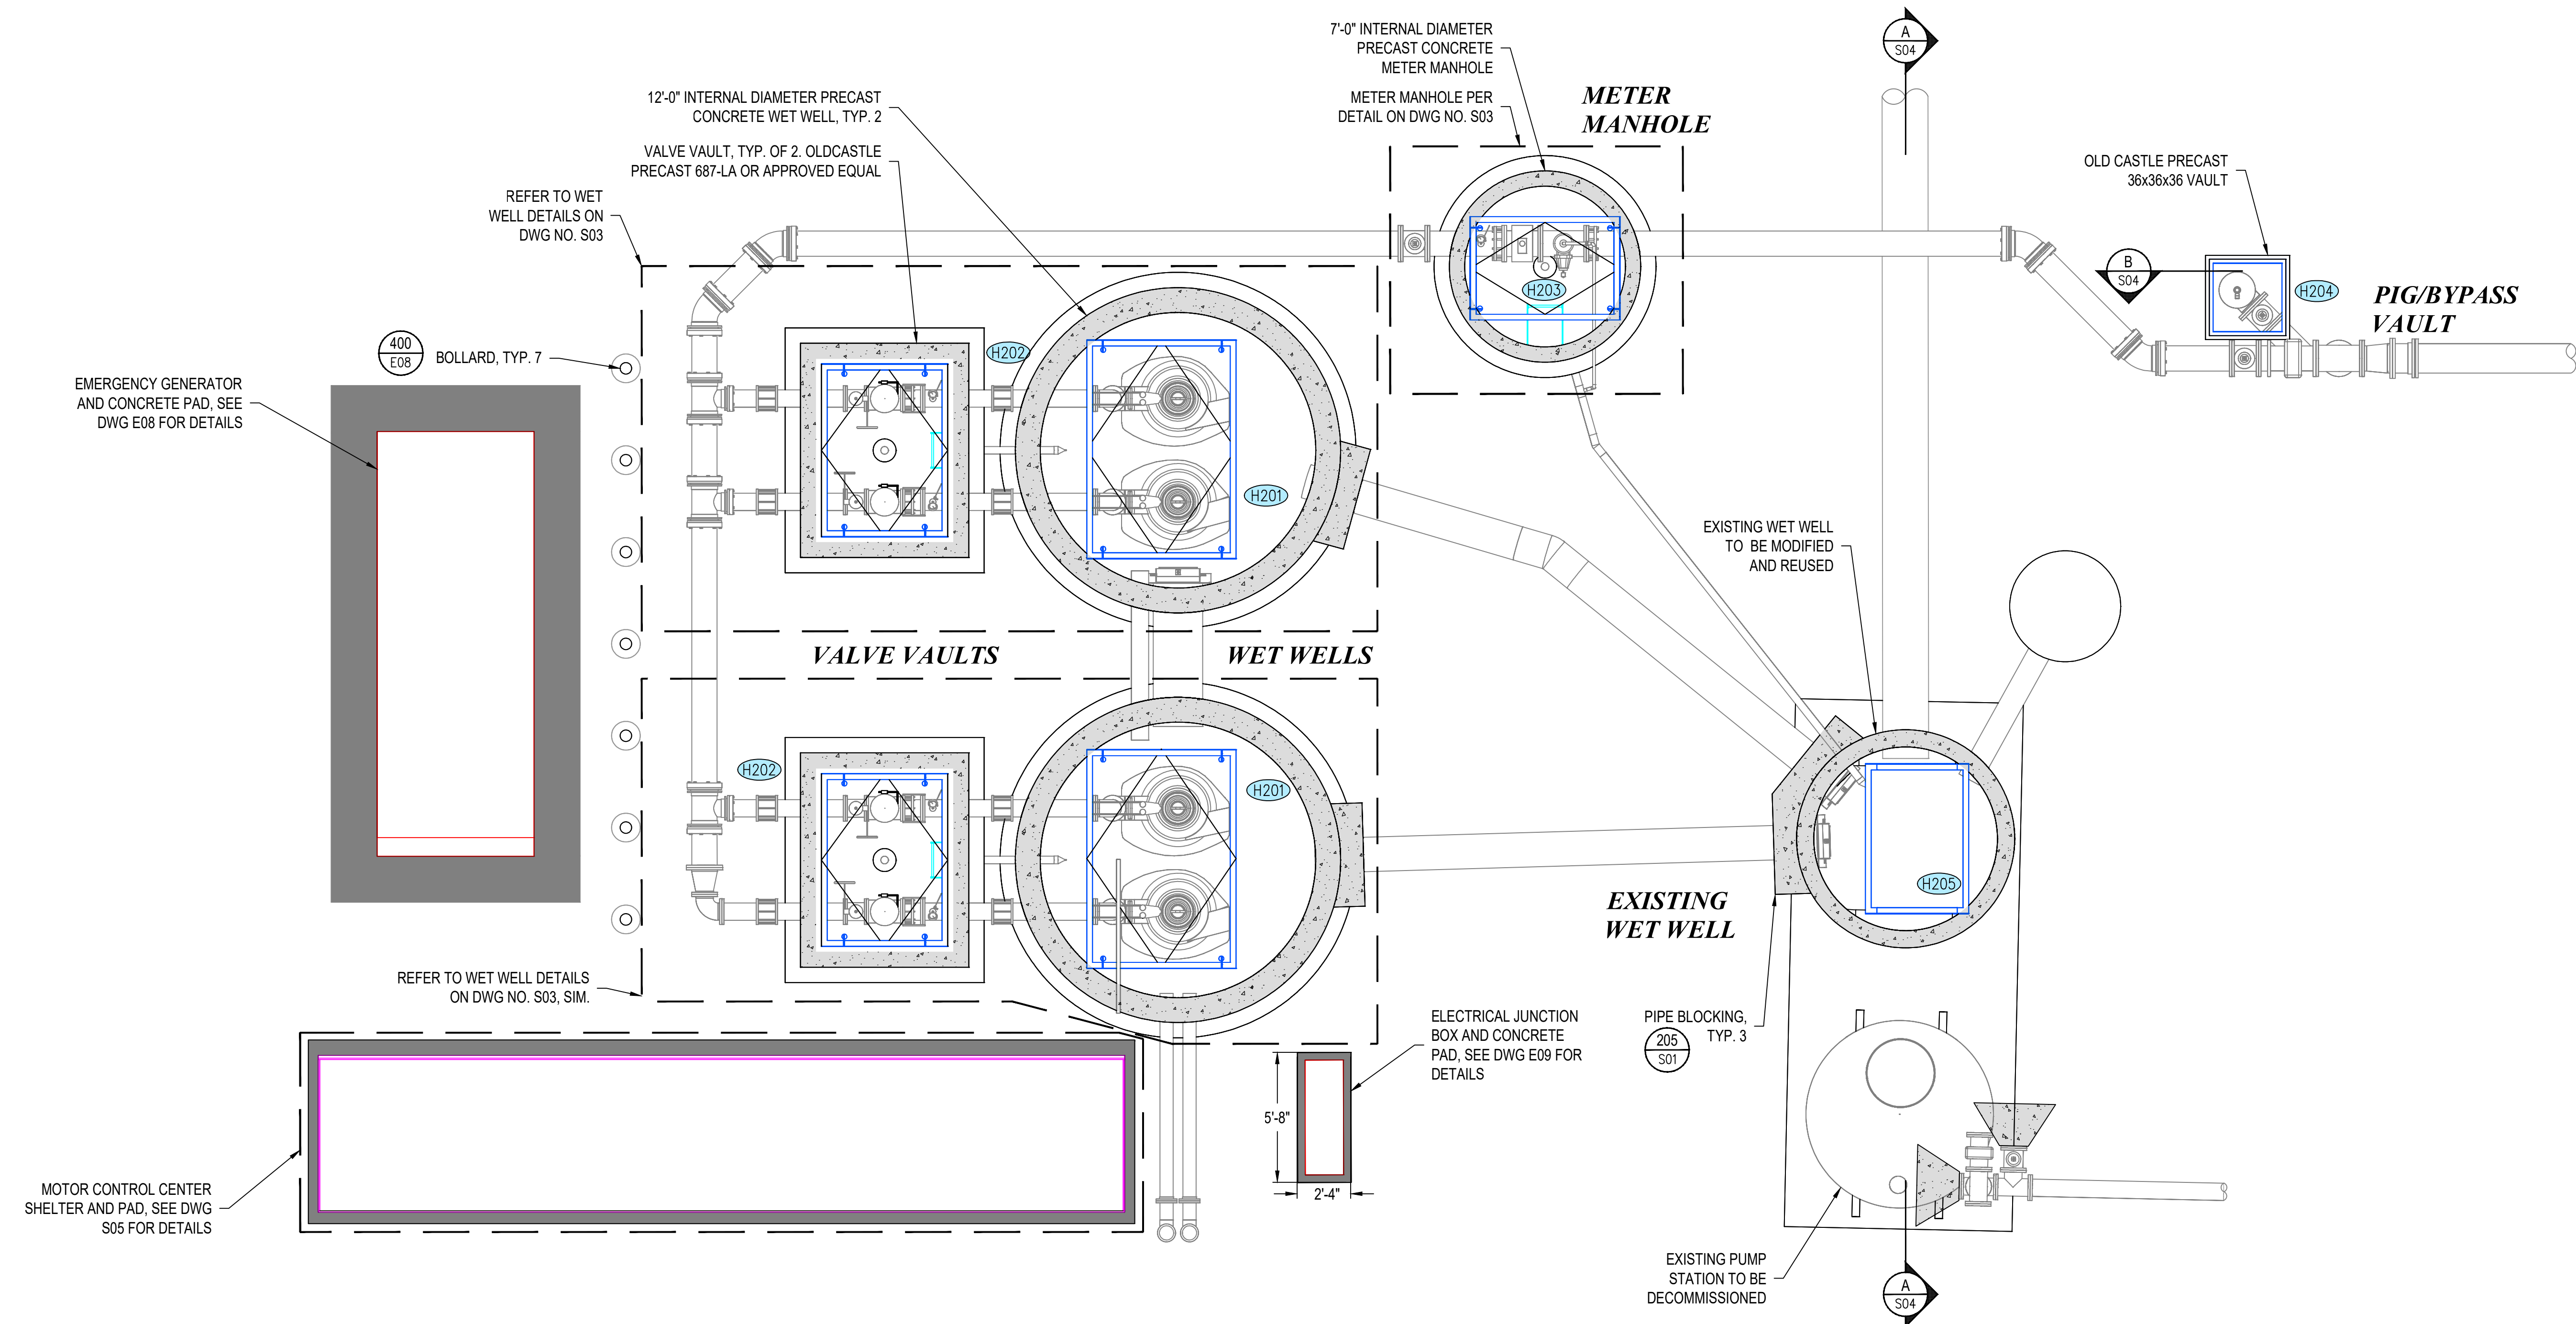 A
S04
7'-0" INTERNAL DIAMETER
PRECAST CONCRETE
METER MANHOLE
METER MANHOLE PER
DETAIL ON DWG NO. S03
METER
MANHOLE
12'-0" INTERNAL DIAMETER PRECAST
CONCRETE WET WELL, TYP. 2
VALVE VAULT, TYP. OF 2. OLDCASTLE
PRECAST 687-LA OR APPROVED EQUAL
REFER TO WET
WELL DETAILS ON
DWG NO. S03
OLD CASTLE PRECAST
36x36x36 VAULT
B
S04
H204
PIG/BYPASS
VAULT
H203
400
E08
BOLLARD, TYP. 7
H202
EMERGENCY GENERATOR
AND CONCRETE PAD, SEE
DWG E08 FOR DETAILS
H201
EXISTING WET WELL
TO BE MODIFIED
AND REUSED
VALVE VAULTS
WET WELLS
H202
H201
H205
EXISTING
WET WELL
REFER TO WET WELL DETAILS
ON DWG NO. S03, SIM.
ELECTRICAL JUNCTION
BOX AND CONCRETE
PAD, SEE DWG E09 FOR
DETAILS
PIPE BLOCKING,
TYP. 3
205
S01
5'-8"
2'-4"
MOTOR CONTROL CENTER
SHELTER AND PAD, SEE DWG
S05 FOR DETAILS
EXISTING PUMP
STATION TO BE
DECOMMISSIONED
A
S04